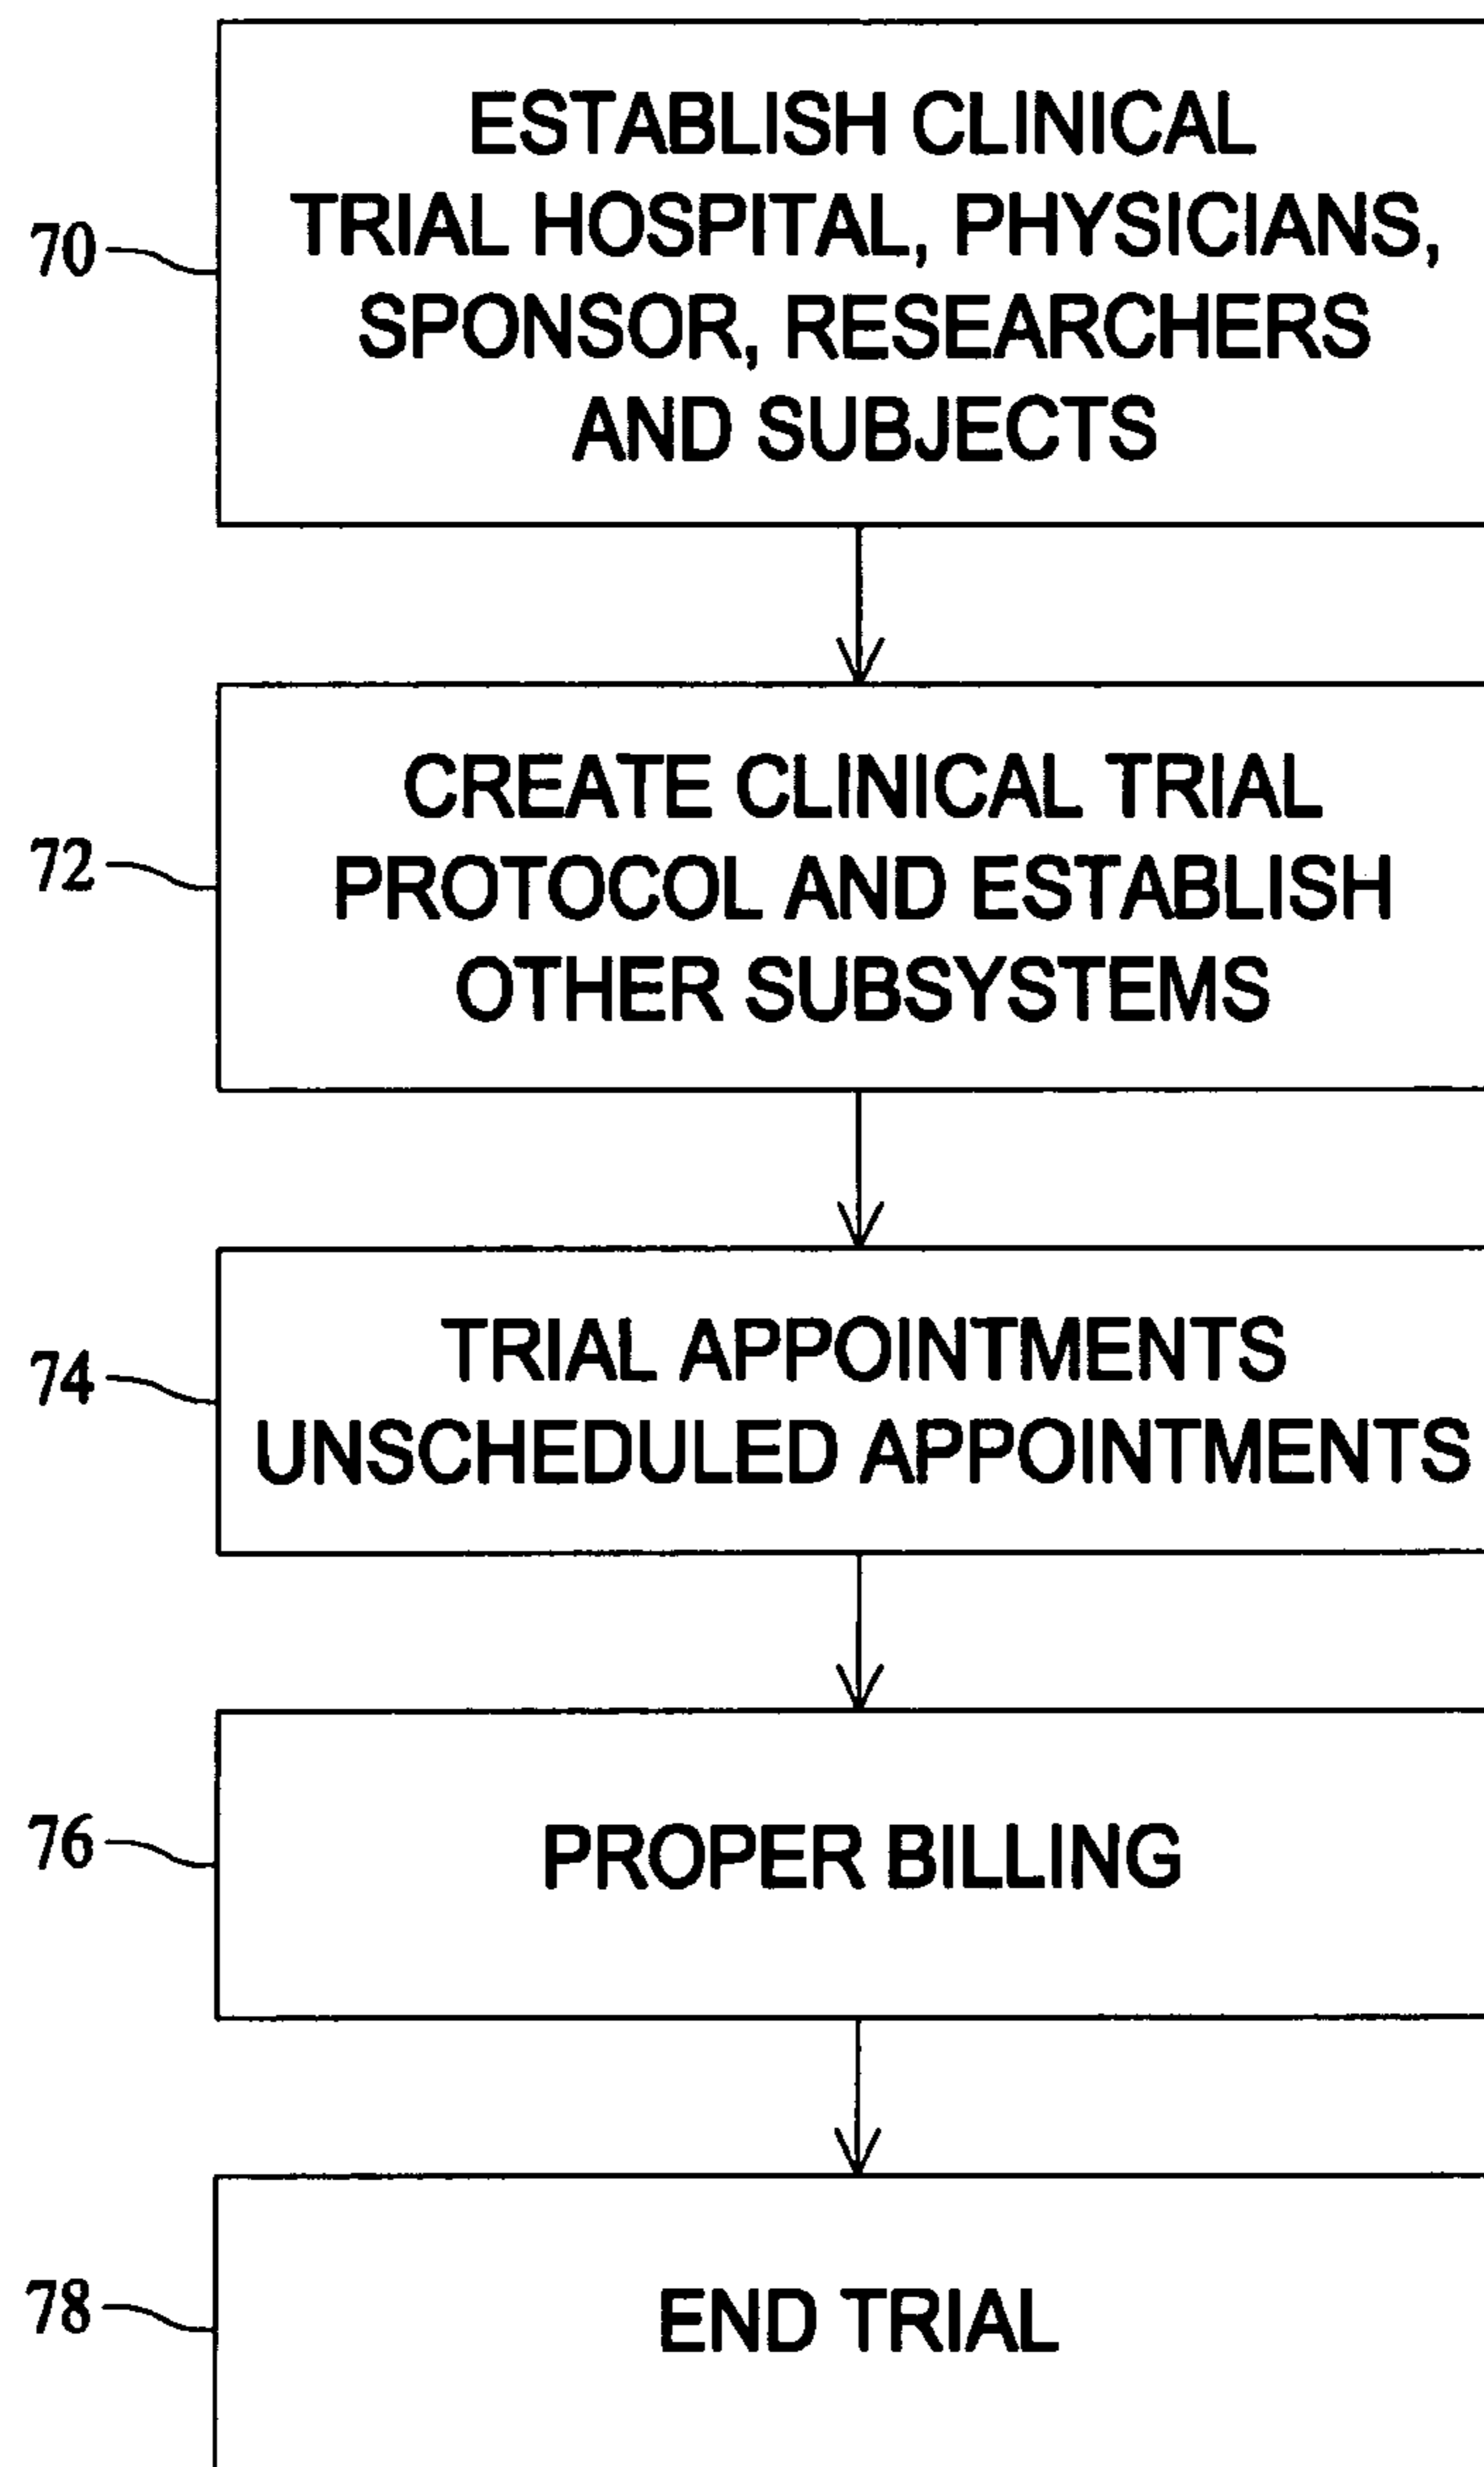 70
ESTABLISH CLINICAL
TRIAL HOSPITAL, PHYSICIANS,
SPONSOR, RESEARCHERS
AND SUBJECTS
72
CREATE CLINICAL TRIAL
PROTOCOL AND ESTABLISH
OTHER SUBSYSTEMS
74
TRIAL APPOINTMENTS
UNSCHEDULED APPOINTMENTS
76
PROPER BILLING
78
END TRIAL